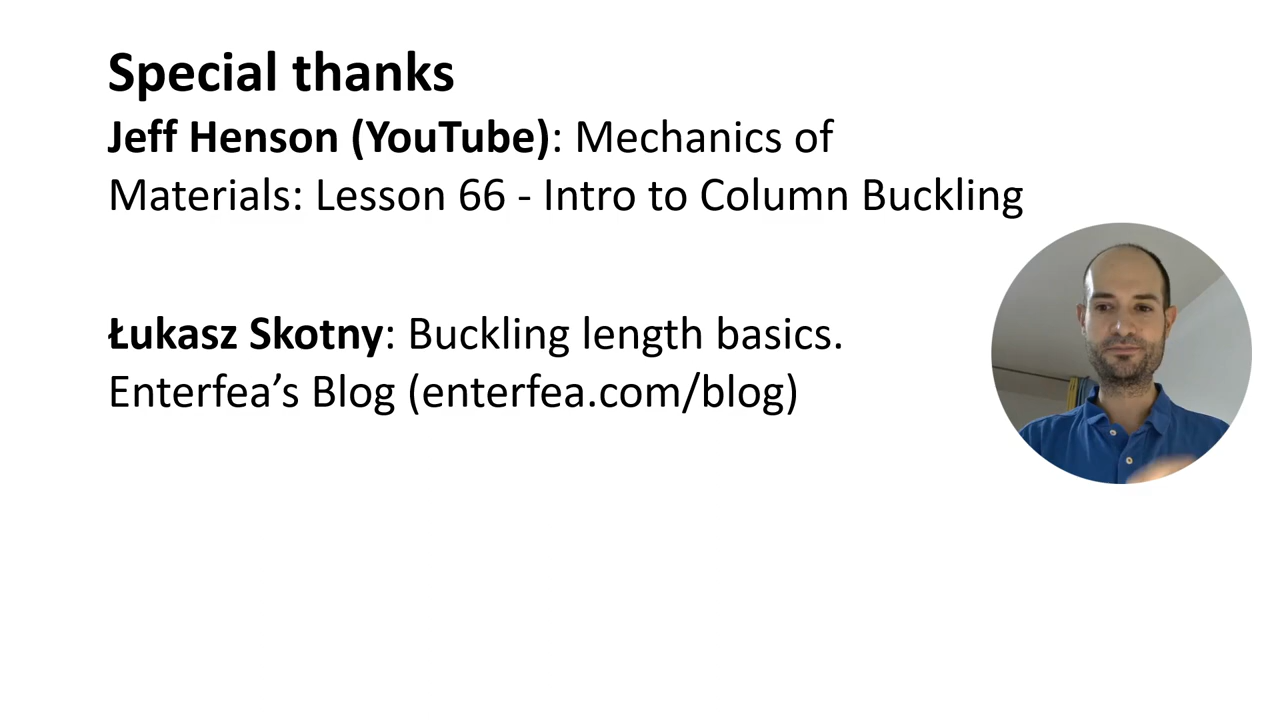 Special thanks
Jeff Henson (YouTube): Mechanics of
Materials: Lesson 66 - Intro to Column Buckling
Łukasz Skotny: Buckling length basics.
Enterfea’s Blog (enterfea.com/blog)